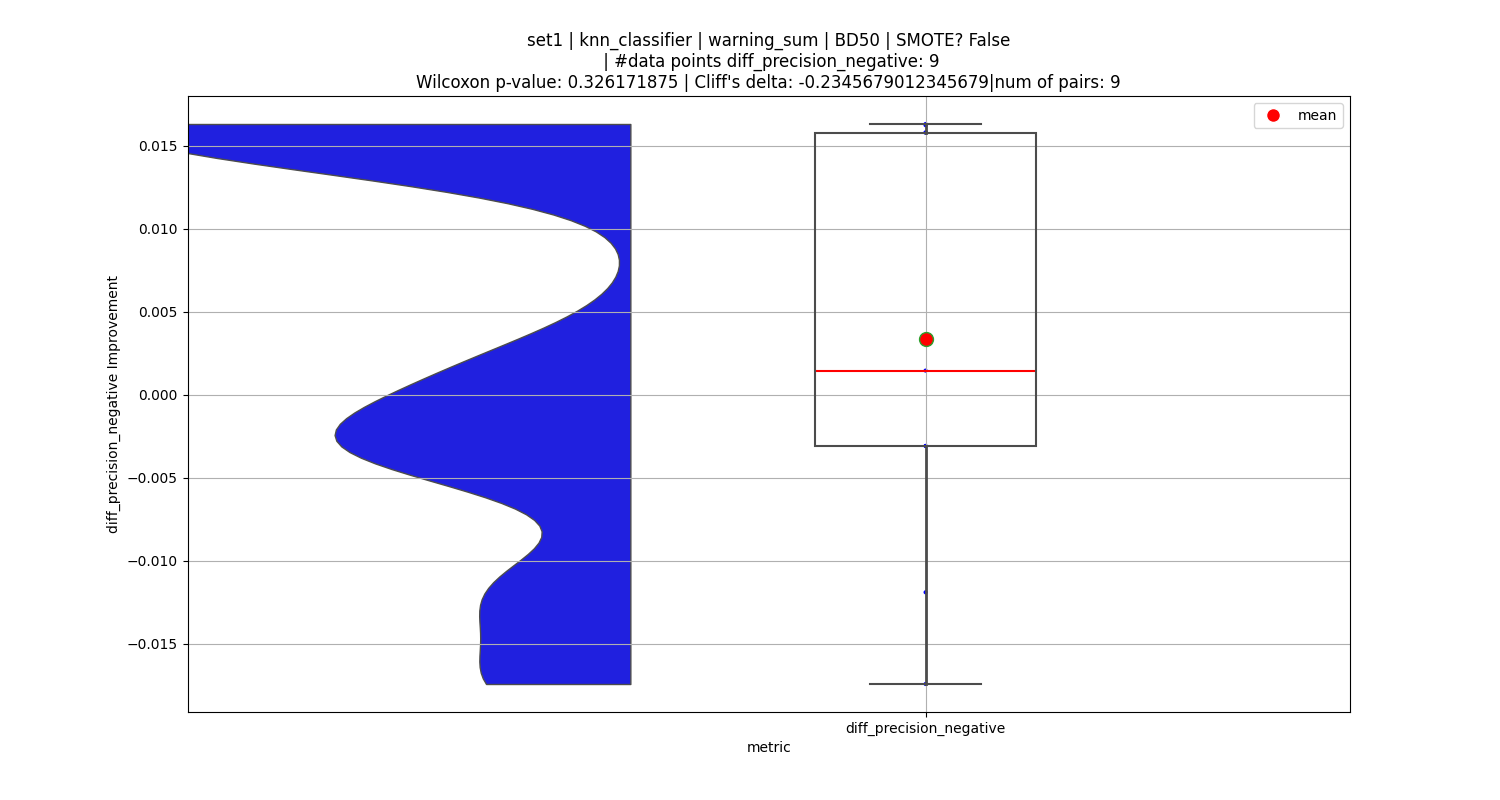 set1 | knn_classifier | warning_sum | BD50 | SMOTE? False
| #data points diff_precision_negative: 9
Wilcoxon p-value: 0.326171875 | Cliff's delta: -0.2345679012345679|num of pairs: 9
mean
0.015
0.010
0.005
0.000
−0.005
−0.010
−0.015
diff_precision_negative Improvement
diff_precision_negative
metric